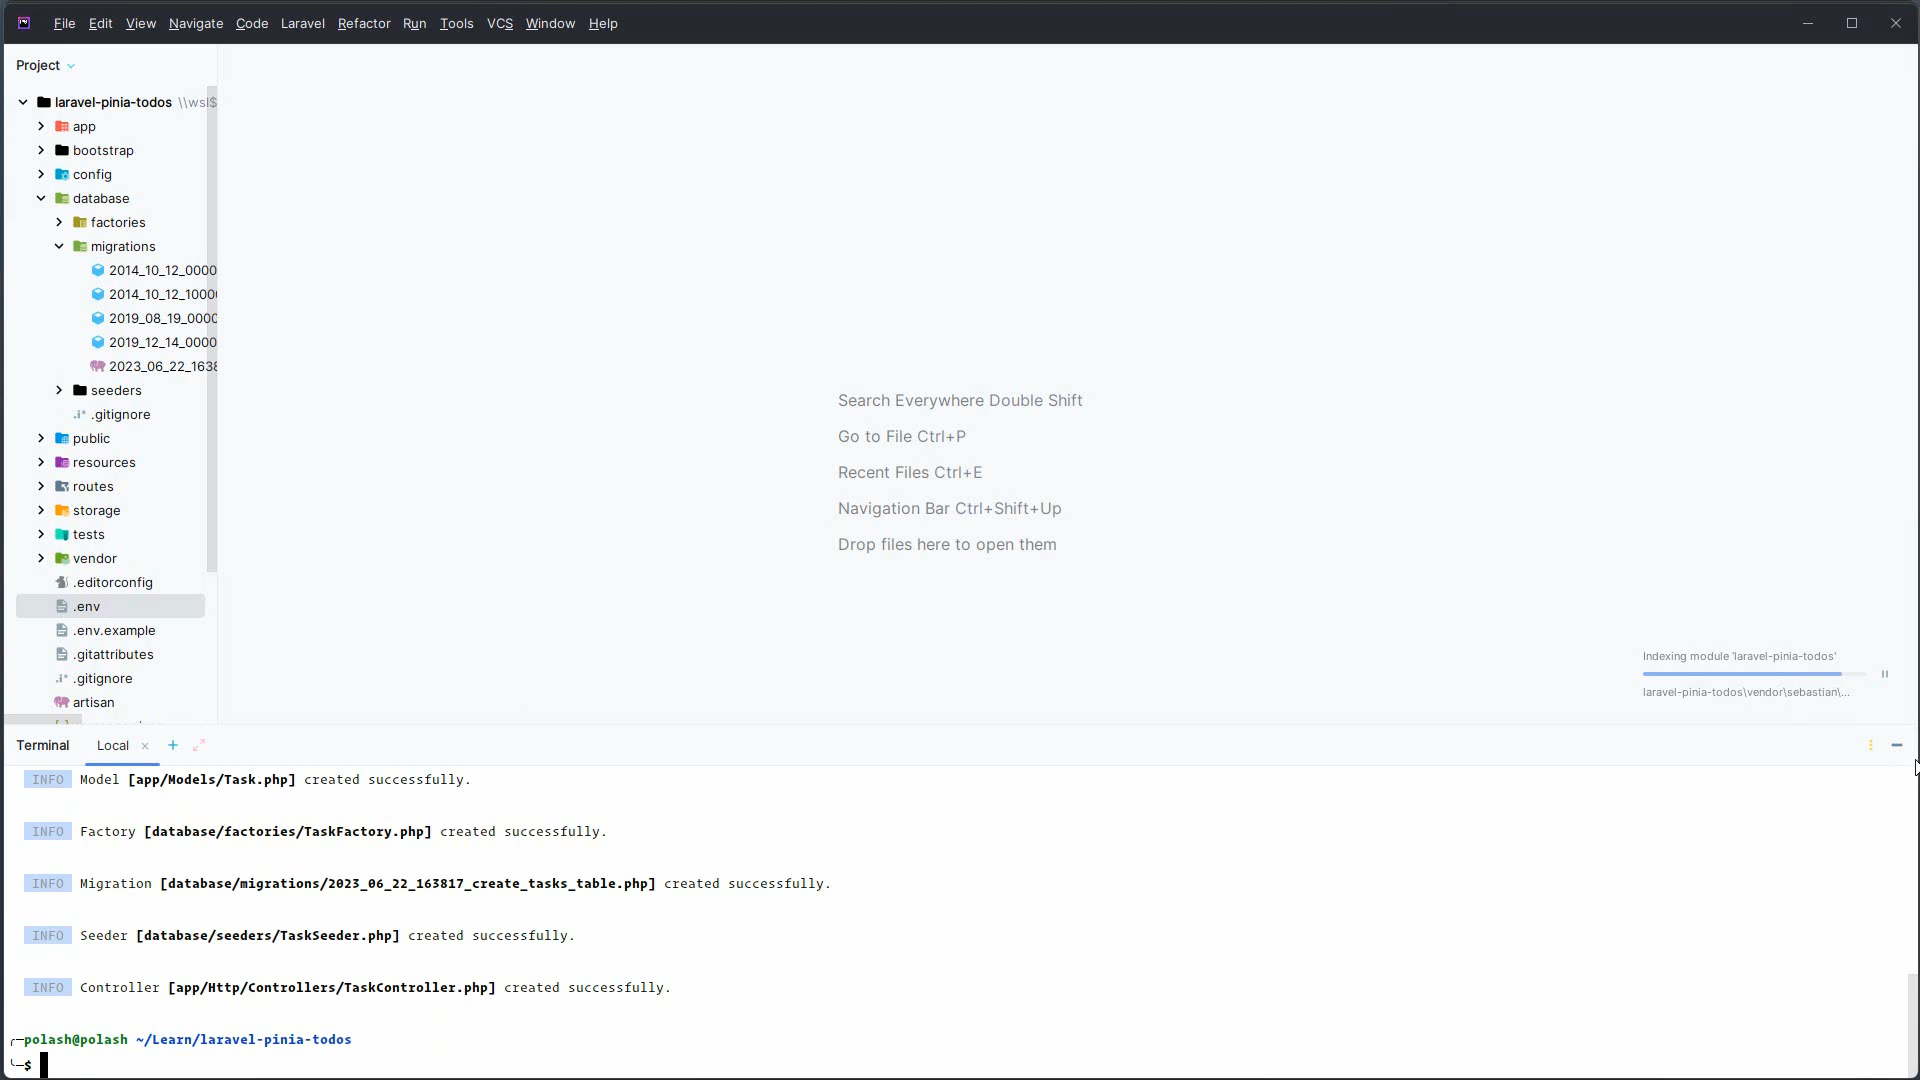 File Edit View Navigate Code Laravel Refactor Run Tools VCS Window Help
Project
laravel-pinia-todos \\wsl$
app
bootstrap
config
database
factories
migrations
2014_10_12_0000
2014_10_12_1000
2019_08_19_0000
2019_12_14_0000
2023_06_22_1638
seeders
.gitignore
public
resources
routes
storage
tests
vendor
.editorconfig
.env
.env.example
.gitattributes
.gitignore
artisan
Search Everywhere Double Shift
Go to File Ctrl+P
Recent Files Ctrl+E
Navigation Bar Ctrl+Shift+Up
Drop files here to open them
Indexing module 'laravel-pinia-todos'
laravel-pinia-todos\vendor\sebastian\...
Terminal Local
INFO Model [app/Models/Task.php] created successfully.
INFO Factory [database/factories/TaskFactory.php] created successfully.
INFO Migration [database/migrations/2023_06_22_163817_create_tasks_table.php] created successfully.
INFO Seeder [database/seeders/TaskSeeder.php] created successfully.
INFO Controller [app/Http/Controllers/TaskController.php] created successfully.
╭─polash@polash ~/Learn/laravel-pinia-todos
╰─$